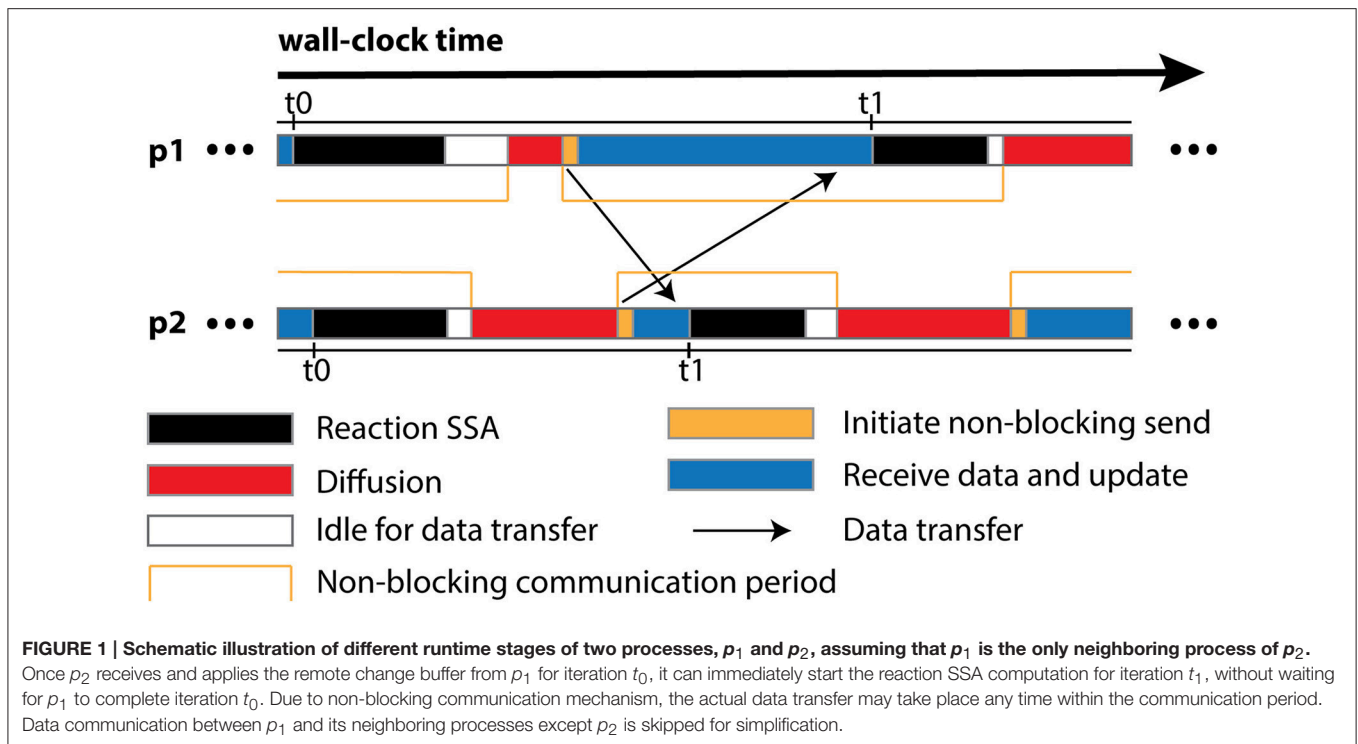 wall-clock time
t0 t1
p1 ••• •••
p2 ••• •••
t0 t1
Reaction SSA
Initiate non-blocking send
Diffusion
Receive data and update
Idle for data transfer
Data transfer
Non-blocking communication period
FIGURE 1 | Schematic illustration of different runtime stages of two processes, p1 and p2, assuming that p1 is the only neighboring process of p2.
Once p2 receives and applies the remote change buffer from p1 for iteration t0, it can immediately start the reaction SSA computation for iteration t1, without waiting
for p1 to complete iteration t0. Due to non-blocking communication mechanism, the actual data transfer may take place any time within the communication period.
Data communication between p1 and its neighboring processes except p2 is skipped for simplification.